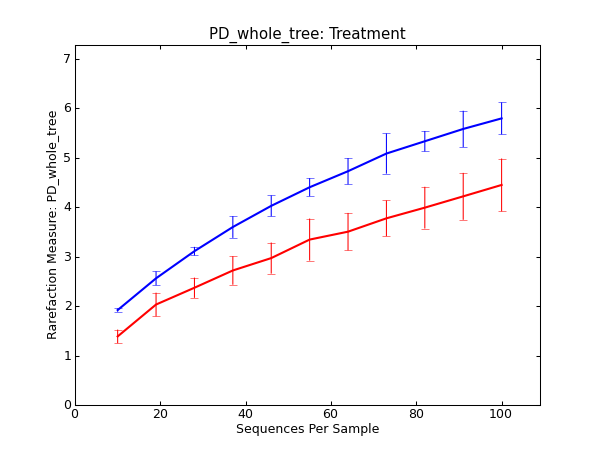 PD_whole_tree: Treatment
Rarefaction Measure: PD_whole_tree
7
6
5
4
3
2
1
0
0 20 40 60 80 100
Sequences Per Sample